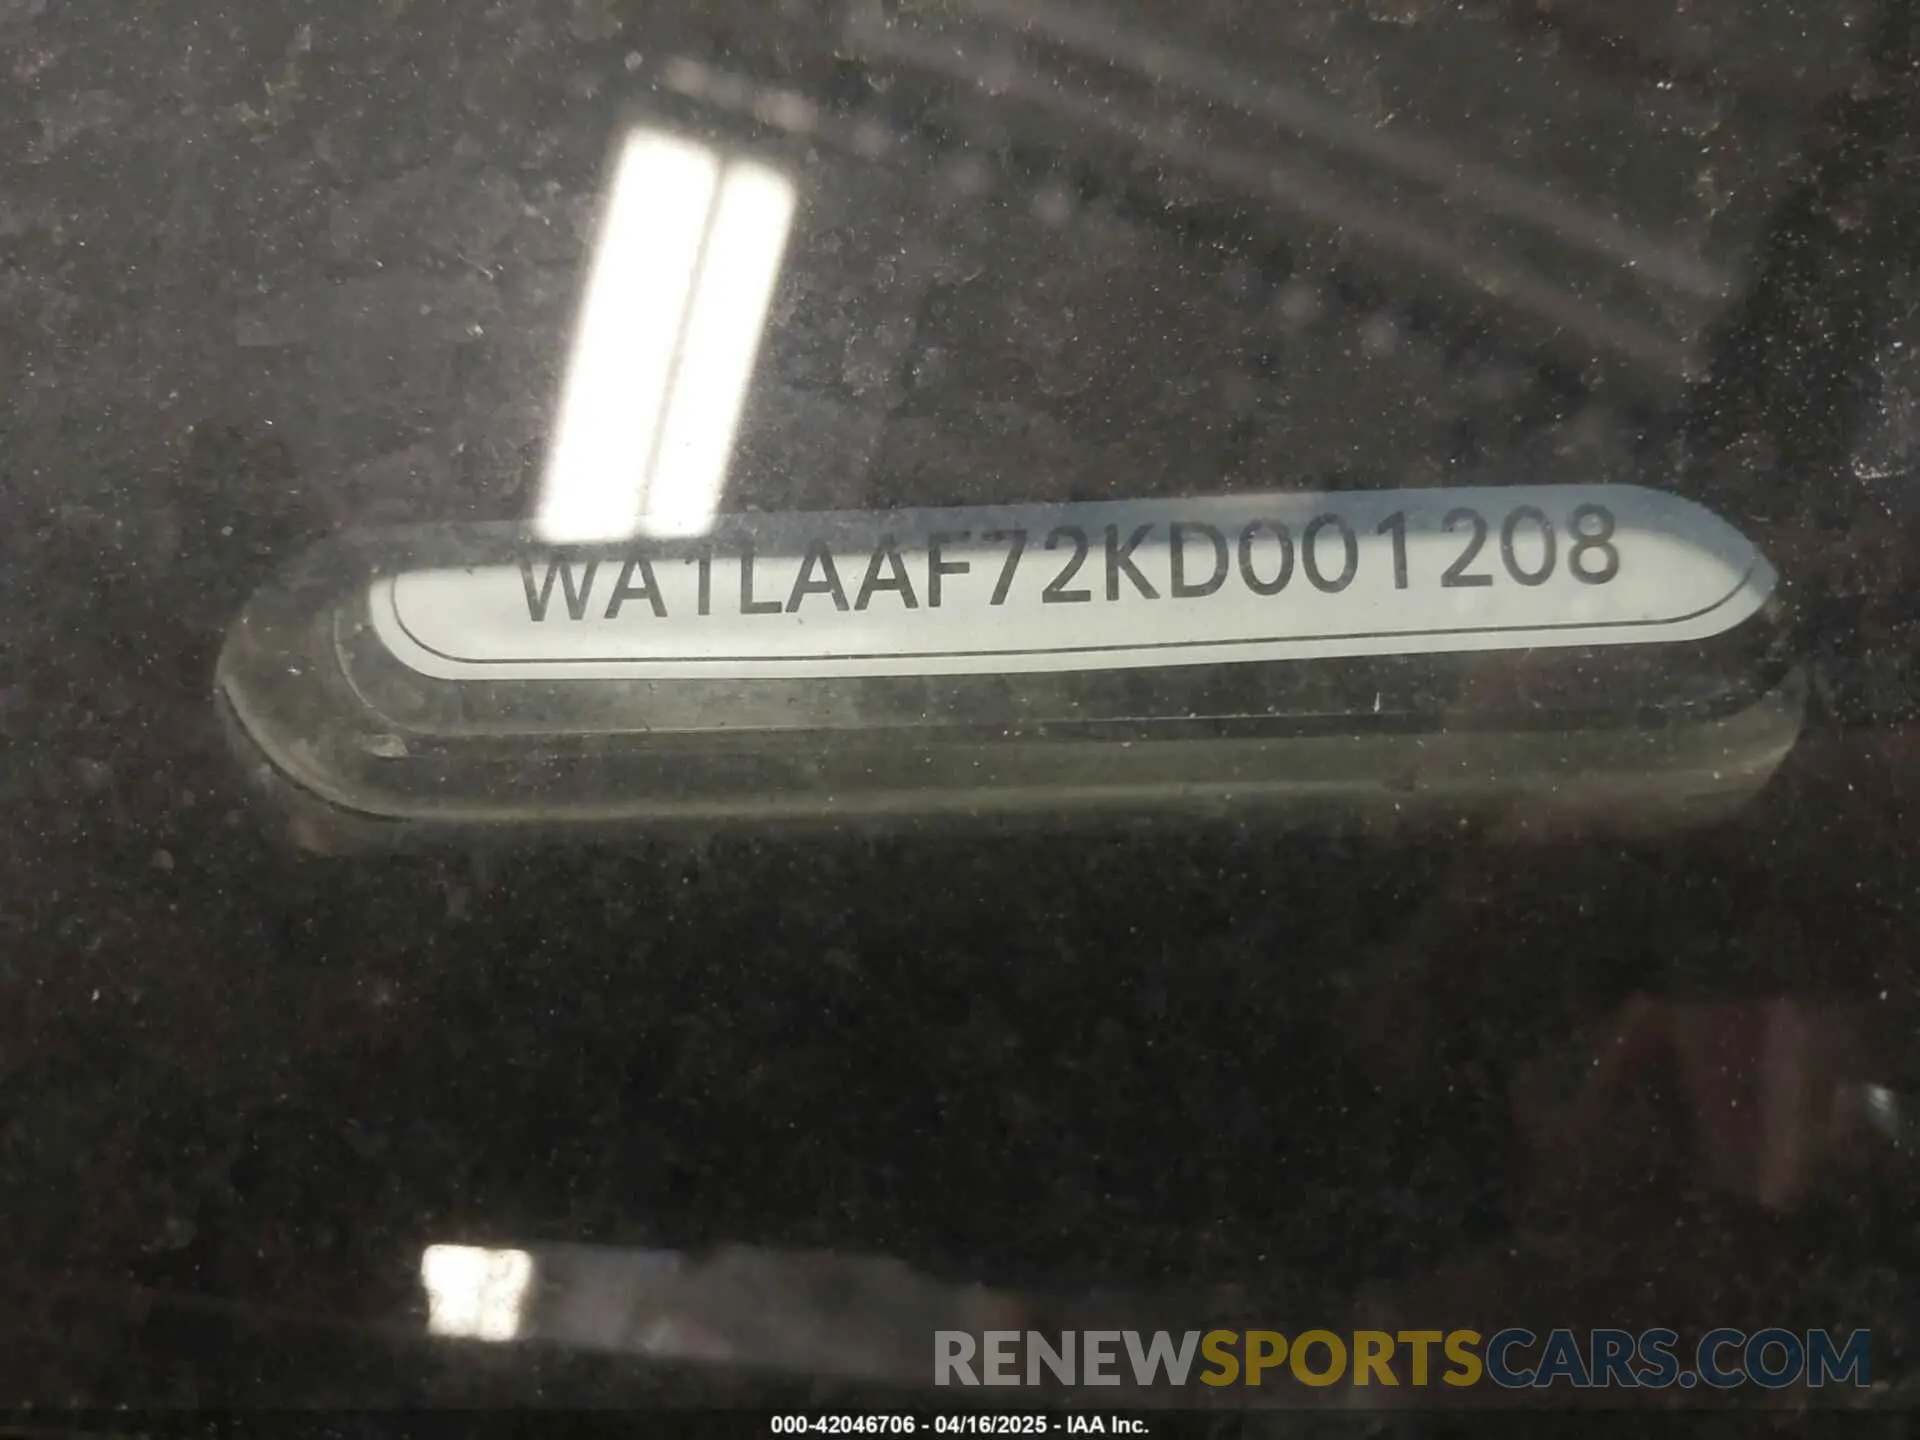 WA1LAAF72KD001208
RENEWSPORTSCARS.COM
000-42046706 - 04/16/2025 - IAA Inc.